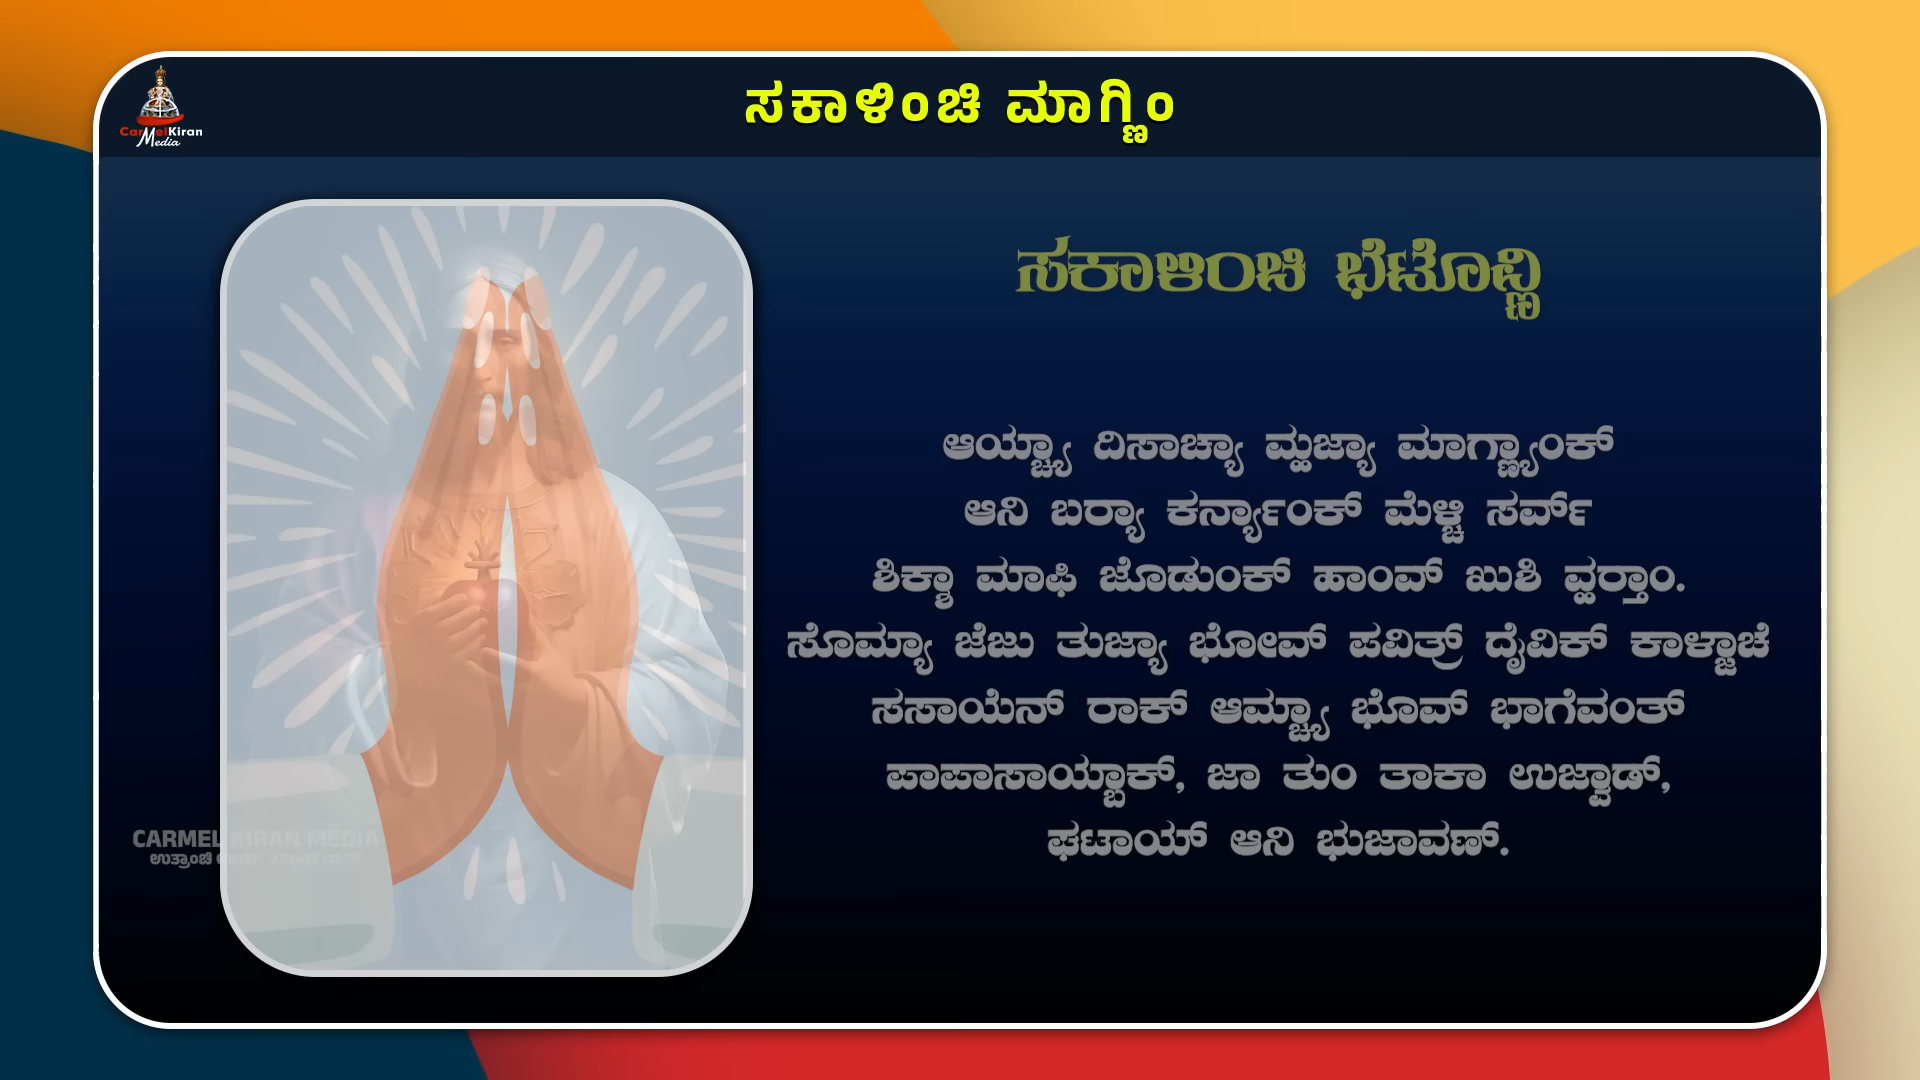 ಸಕಾಳಿಂಚಿ ಮಾಗ್ಣಿಂ
CarmelKiran
Media
ಸಕಾಳಿಂಚಿ ಭೆಟೊವ್ಣಿ
ಆಯ್ಚ್ಯಾ ದಿಸಾಚ್ಯಾ ಮ್ಹಜ್ಯಾ ಮಾಗ್ಣ್ಯಾಂಕ್
ಆನಿ ಬರ‍್ಯಾ ಕರ್ನ್ಯಾಂಕ್ ಮೆಳ್ಚಿ ಸರ್ವ್
ಶಿಕ್ಶಾ ಮಾಫಿ ಜೊಡುಂಕ್ ಹಾಂವ್ ಖುಶಿ ವ್ಹರ‍್ತಾಂ.
ಸೊಮ್ಯಾ ಜೆಜು ತುಜ್ಯಾ ಭೋವ್ ಪವಿತ್ರ್ ದೈವಿಕ್ ಕಾಳ್ಜಾಚೆ
ಸಸಾಯೆನ್ ರಾಕ್ ಆಮ್ಚ್ಯಾ ಭೊವ್ ಭಾಗೆವಂತ್
ಪಾಪಾಸಾಯ್ಬಾಕ್, ಜಾ ತುಂ ತಾಕಾ ಉಜ್ವಾಡ್,
ಘಟಾಯ್ ಆನಿ ಭುಜಾವಣ್.
CARMEL KIRAN MEDIA